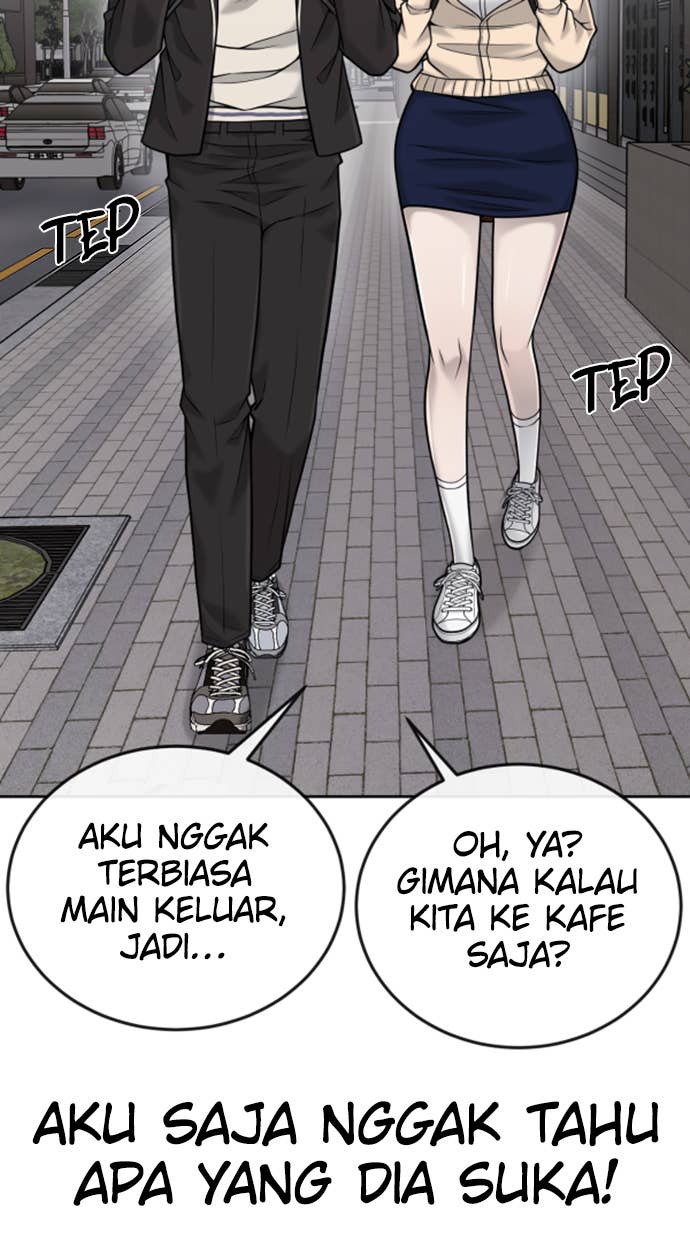 TEP
TEP
AKU NGGAK
TERBIASA
MAIN KELUAR,
JADI...
OH, YA?
GIMANA KALAU
KITA KE KAFE
SAJA?
AKU SAJA NGGAK TAHU
APA YANG DIA SUKA!